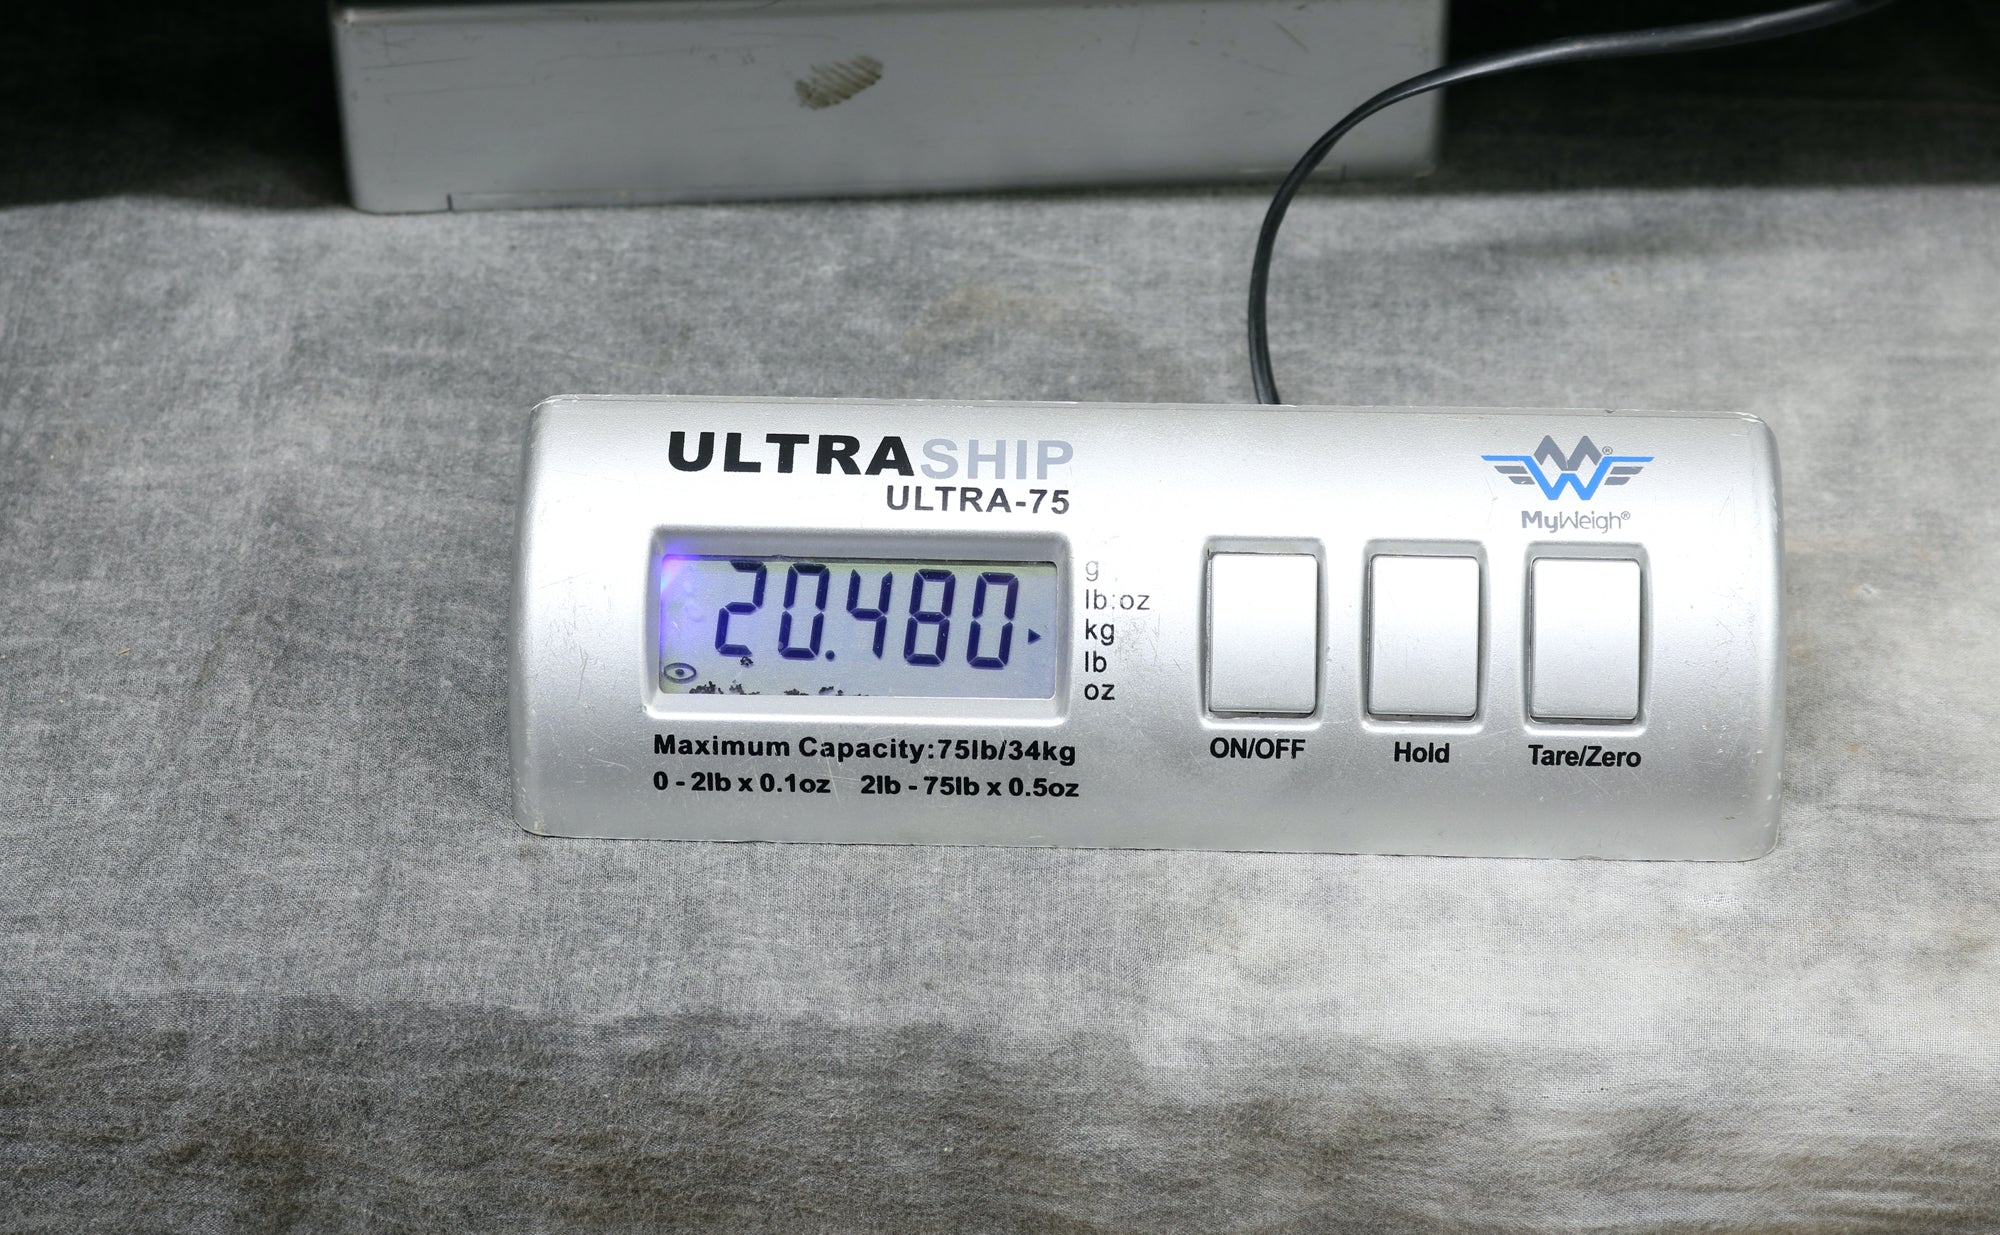 ULTRASHIP
ULTRA-75
MW®
MyWeigh®
20.480
g
lb:oz
kg
lb
oz
Maximum Capacity:75lb/34kg
0 - 2lb x 0.1oz 2lb - 75lb x 0.5oz
ON/OFF
Hold
Tare/Zero